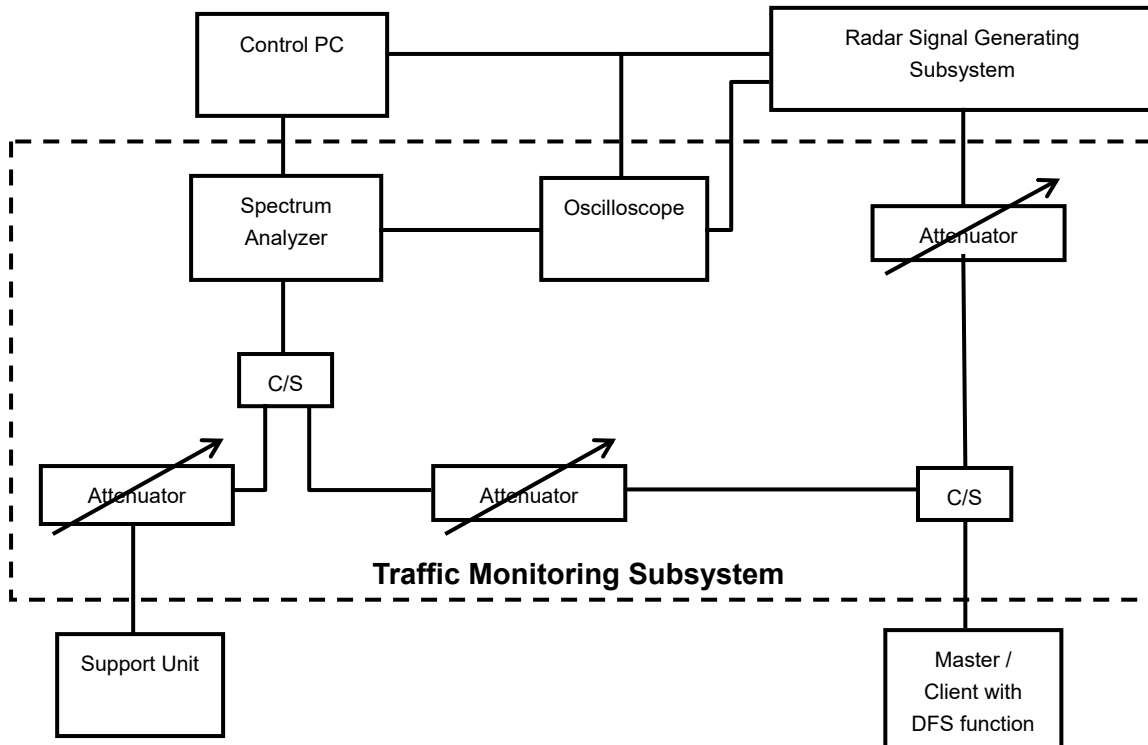 Control PC
Radar Signal Generating
Subsystem
Spectrum
Analyzer
Oscilloscope
Attenuator
C/S
Attenuator
Attenuator
C/S
Traffic Monitoring Subsystem
Support Unit
Master /
Client with
DFS function